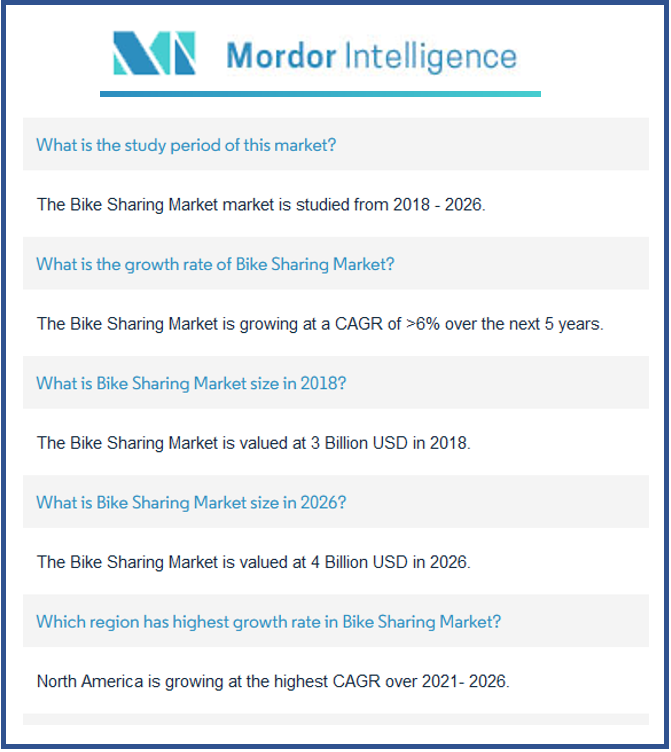 Mordor Intelligence
What is the study period of this market?
The Bike Sharing Market market is studied from 2018 - 2026.
What is the growth rate of Bike Sharing Market?
The Bike Sharing Market is growing at a CAGR of >6% over the next 5 years.
What is Bike Sharing Market size in 2018?
The Bike Sharing Market is valued at 3 Billion USD in 2018.
What is Bike Sharing Market size in 2026?
The Bike Sharing Market is valued at 4 Billion USD in 2026.
Which region has highest growth rate in Bike Sharing Market?
North America is growing at the highest CAGR over 2021- 2026.